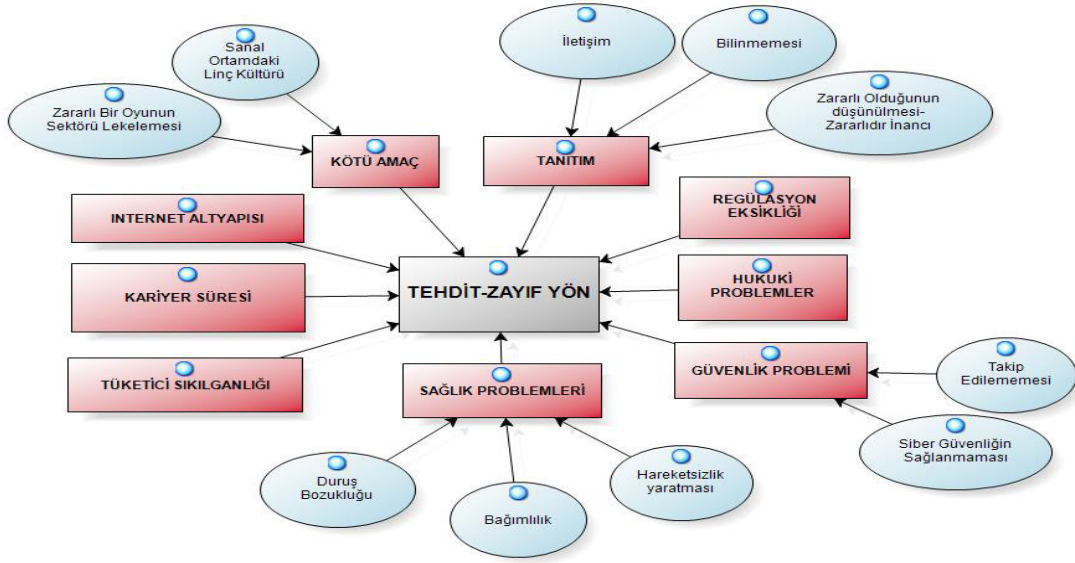 Sanal
Ortamdaki
Linç Kültürü
İletişim
Bilinmemesi
Zararlı Bir Oyunun
Sektörü Lekelemesi
Zararlı Olduğunun
düşünülmesi-
Zararlıdır İnancı
KÖTÜ AMAÇ
TANITIM
INTERNET ALTYAPISI
REGÜLASYON
EKSİKLİĞİ
KARİYER SÜRESİ
TEHDİT-ZAYIF YÖN
HUKUKİ
PROBLEMLER
TÜKETİCİ SIKILGANLIĞI
SAĞLIK PROBLEMLERİ
GÜVENLİK PROBLEMİ
Takip
Edilememesi
Siber Güvenliğin
Sağlanmaması
Duruş
Bozukluğu
Bağımlılık
Hareketsizlik
yaratması